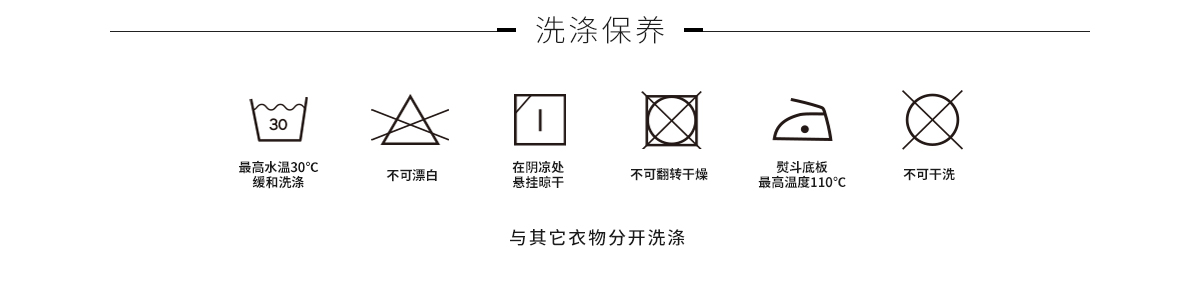 洗涤保养
30
最高水温30℃
缓和洗涤
不可漂白
在阴凉处
悬挂晾干
不可翻转干燥
熨斗底板
最高温度110℃
不可干洗
与其它衣物分开洗涤